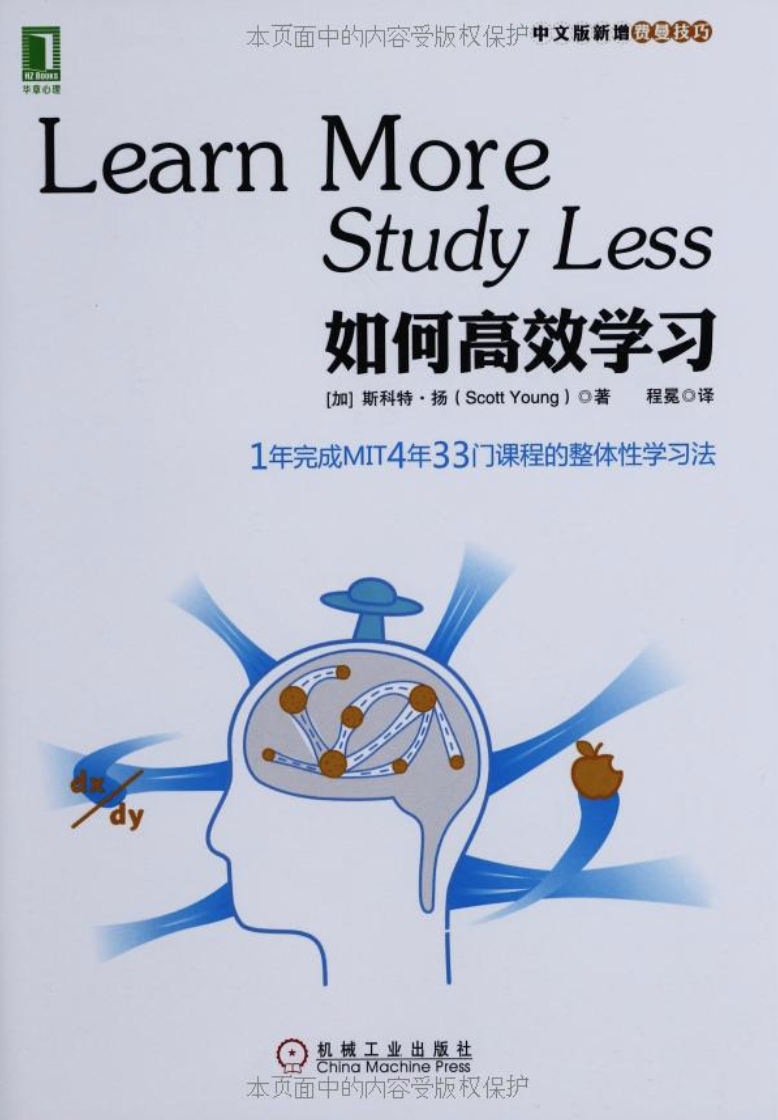 本页面中的内容受版权保护
中文版新增费曼技巧
HZ BOOKS
华章心理
Learn More
Study Less
如何高效学习
[加] 斯科特·扬（Scott Young）◎著 程冕◎译
1年完成MIT4年33门课程的整体性学习法
dx
dy
机械工业出版社
China Machine Press
本页面中的内容受版权保护